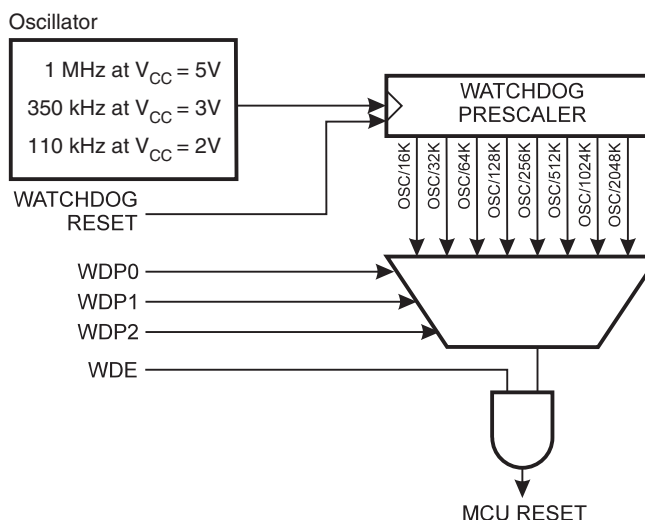 Oscillator
1 MHz at VCC = 5V
350 kHz at VCC = 3V
110 kHz at VCC = 2V
WATCHDOG
PRESCALER
OSC/16K
OSC/32K
OSC/64K
OSC/128K
OSC/256K
OSC/512K
OSC/1024K
OSC/2048K
WATCHDOG
RESET
WDP0
WDP1
WDP2
WDE
MCU RESET